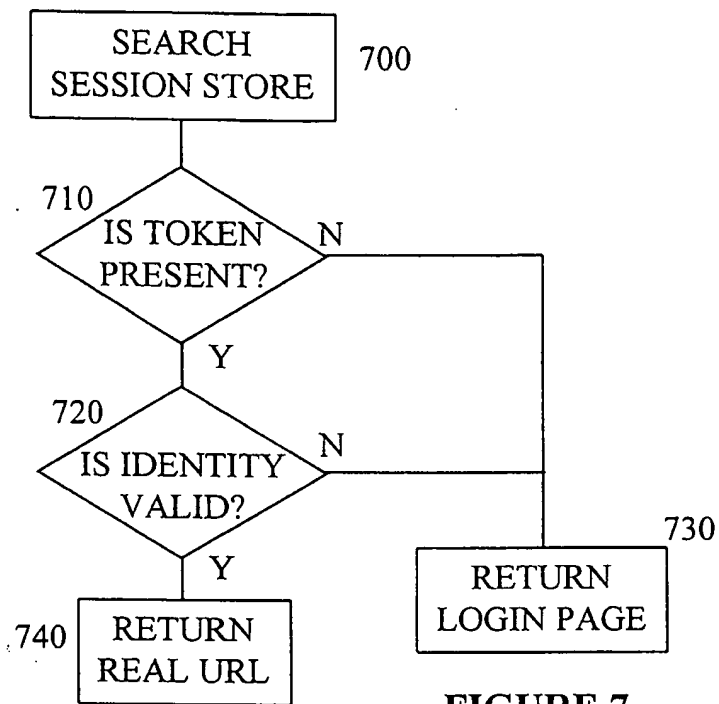 SEARCH
SESSION STORE
700
710
IS TOKEN
PRESENT?
N
Y
720
IS IDENTITY
VALID?
N
Y
730
RETURN
LOGIN PAGE
740
RETURN
REAL URL
FIGURE 7